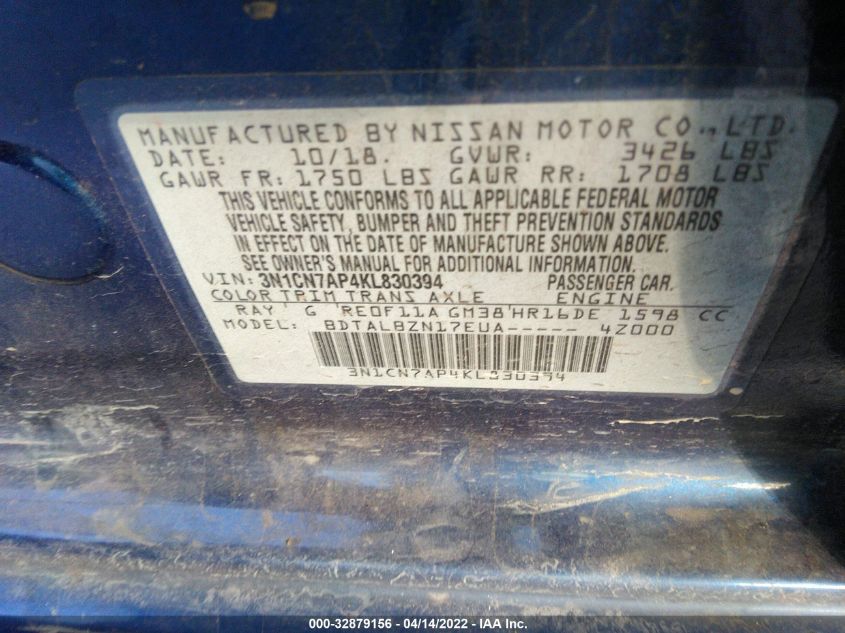 MANUFACTURED BY NISSAN MOTOR CO., LTD.
DATE: 10/18. GVWR: 3426 LBS
GAWR FR: 1750 LBS GAWR RR: 1708 LBS
THIS VEHICLE CONFORMS TO ALL APPLICABLE FEDERAL MOTOR
VEHICLE SAFETY, BUMPER AND THEFT PREVENTION STANDARDS
IN EFFECT ON THE DATE OF MANUFACTURE SHOWN ABOVE.
SEE OWNER'S MANUAL FOR ADDITIONAL INFORMATION.
VIN: 3N1CN7AP4KL830394 PASSENGER CAR.
COLOR TRIM TRANS AXLE ENGINE
RAY G RE0F11A GM38 HR16DE 1598 CC
MODEL: BDTALBZN17EUA----- 4Z000
3N1CN7AP4KL830394
000-32879156 - 04/14/2022 - IAA Inc.